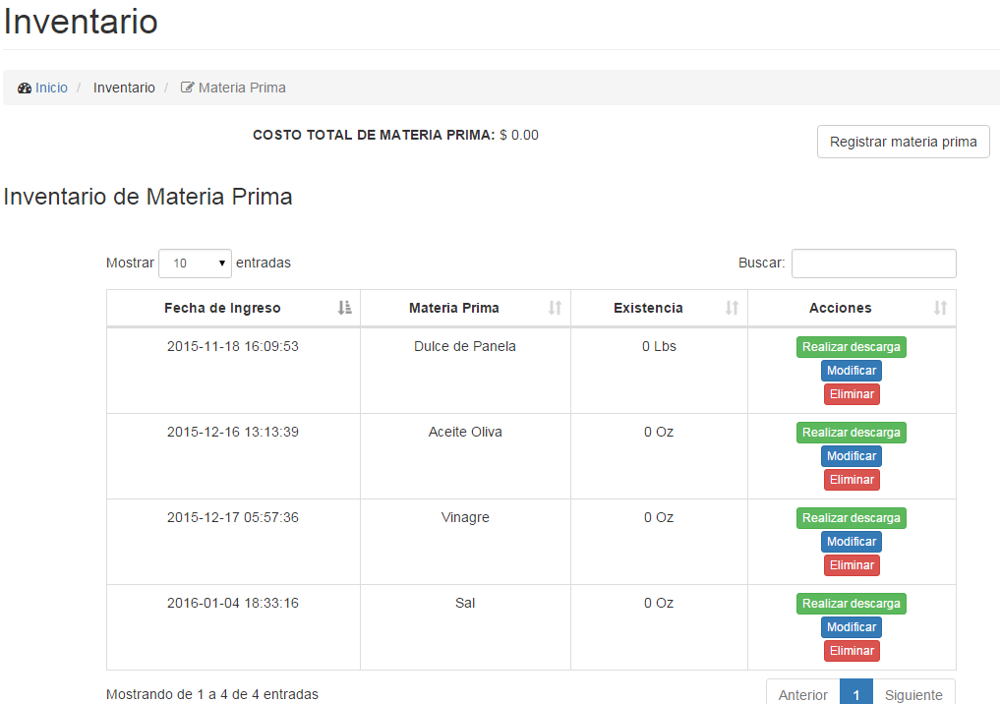 Inventario
Inicio / Inventario / Materia Prima
COSTO TOTAL DE MATERIA PRIMA: $ 0.00
Registrar materia prima
Inventario de Materia Prima
Mostrar 10 entradas Buscar:
Fecha de Ingreso Materia Prima Existencia Acciones
2015-11-18 16:09:53 Dulce de Panela 0 Lbs Realizar descarga
Modificar
Eliminar
2015-12-16 13:13:39 Aceite Oliva 0 Oz Realizar descarga
Modificar
Eliminar
2015-12-17 05:57:36 Vinagre 0 Oz Realizar descarga
Modificar
Eliminar
2016-01-04 18:33:16 Sal 0 Oz Realizar descarga
Modificar
Eliminar
Mostrando de 1 a 4 de 4 entradas Anterior 1 Siguiente